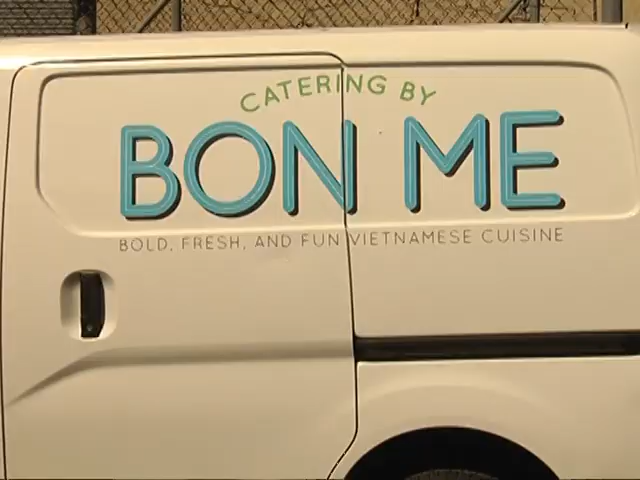 CATERING BY
BON ME
BOLD, FRESH, AND FUN VIETNAMESE CUISINE